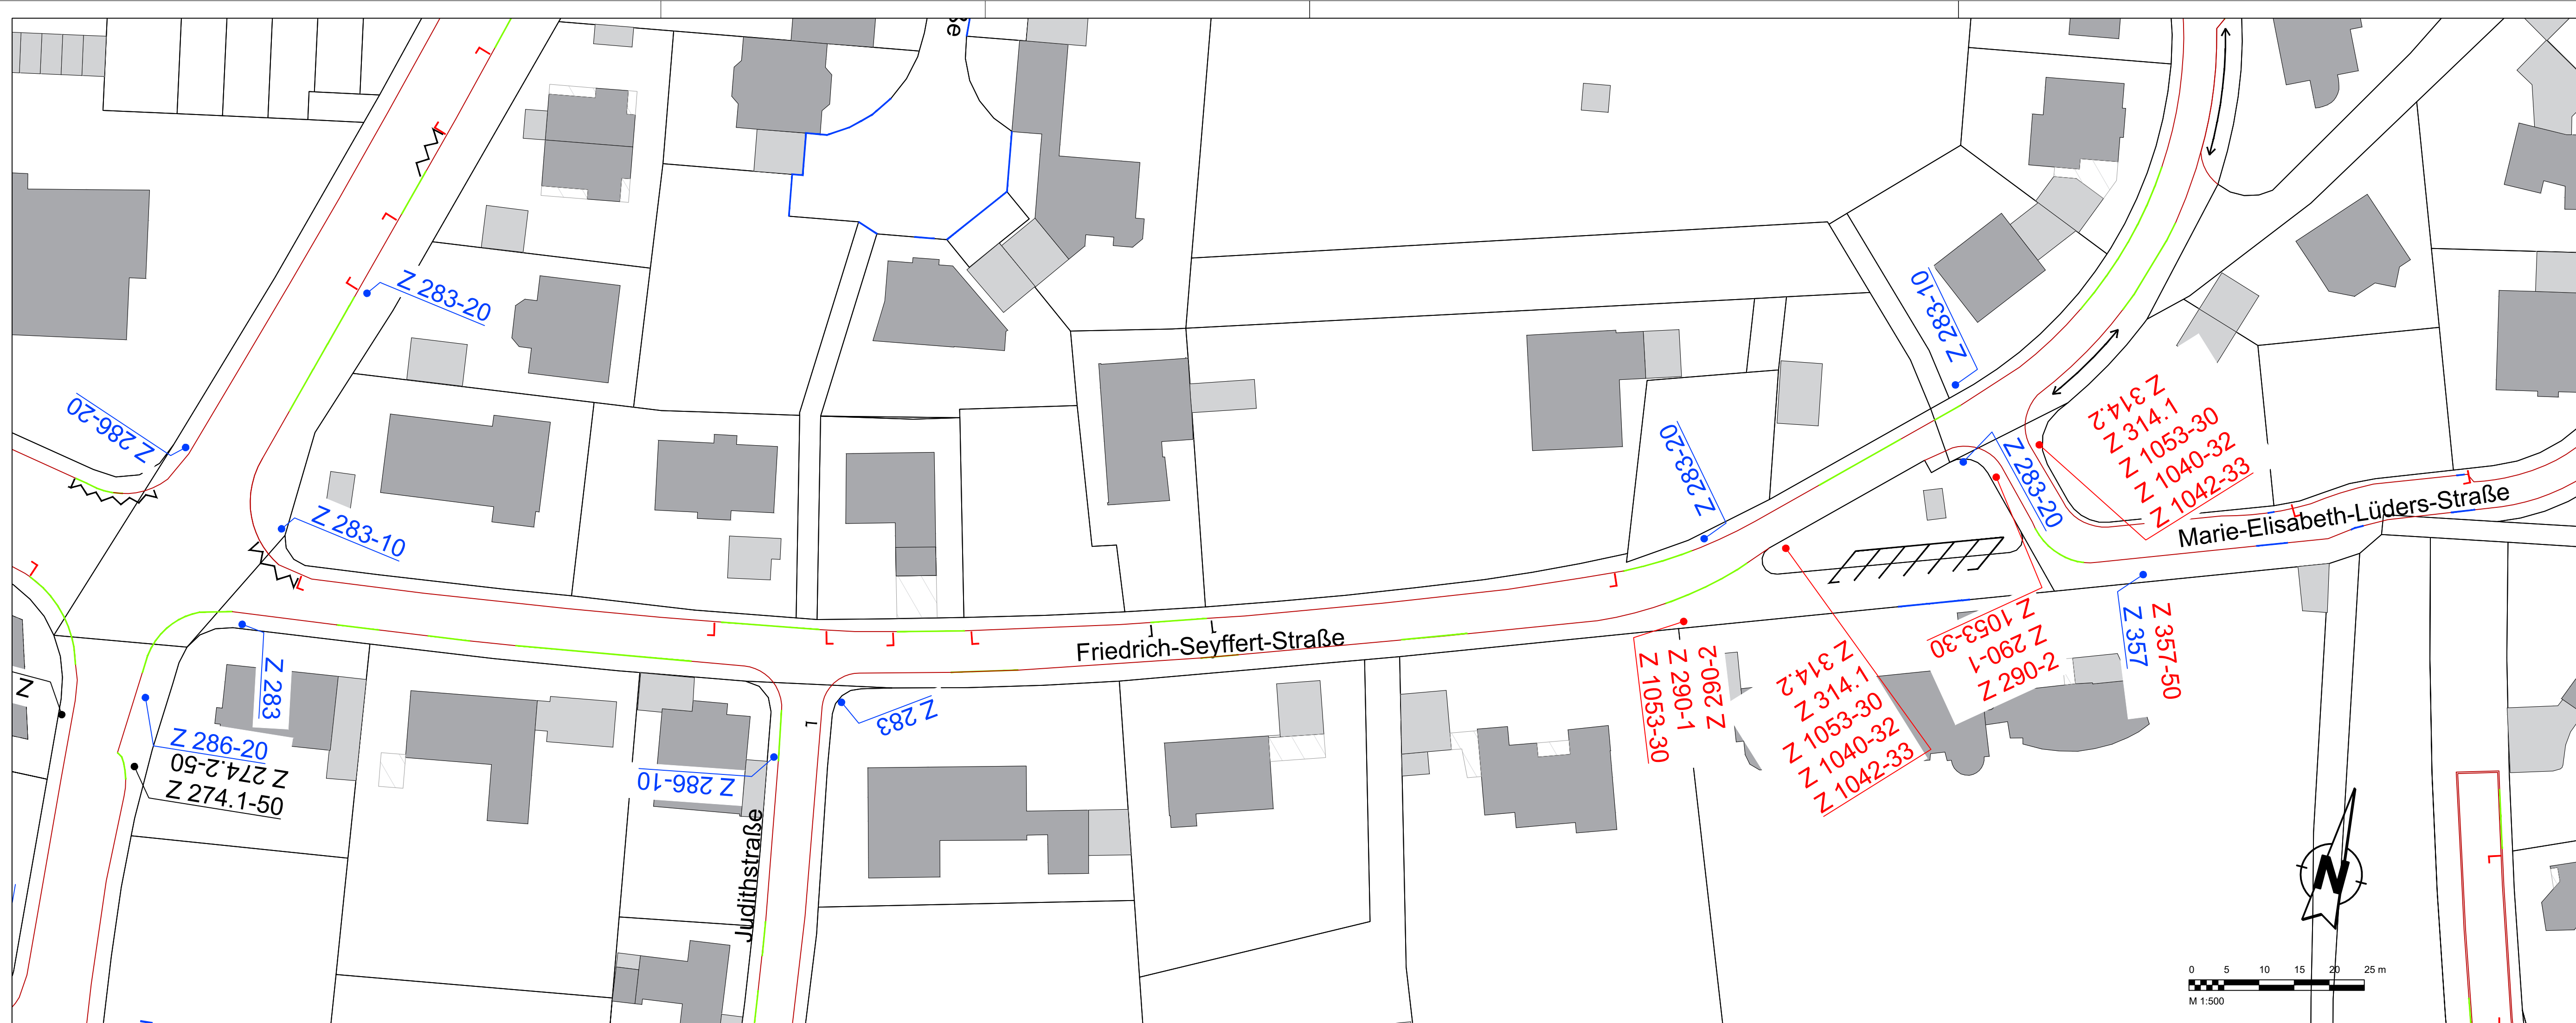 ße
Z 283-20
Z 286-20
Z 283-10
Z 283
Z 286-20
Z 274.2-50
Z 274.1-50
Z
Z 286-10
Judithstraße
Z 283
Friedrich-Seyffert-Straße
Z 283-10
Z 283-20
Z 283-20
Z 314.2
Z 314.1
Z 1053-30
Z 1040-32
Z 1042-33
Marie-Elisabeth-Lüders-Straße
Z 1053-30
Z 290-1
Z 290-2
Z 357
Z 357-50
Z 1053-30
Z 290-1
Z 290-2
Z 314.2
Z 314.1
Z 1053-30
Z 1040-32
Z 1042-33
N
0 5 10 15 20 25 m
M 1:500